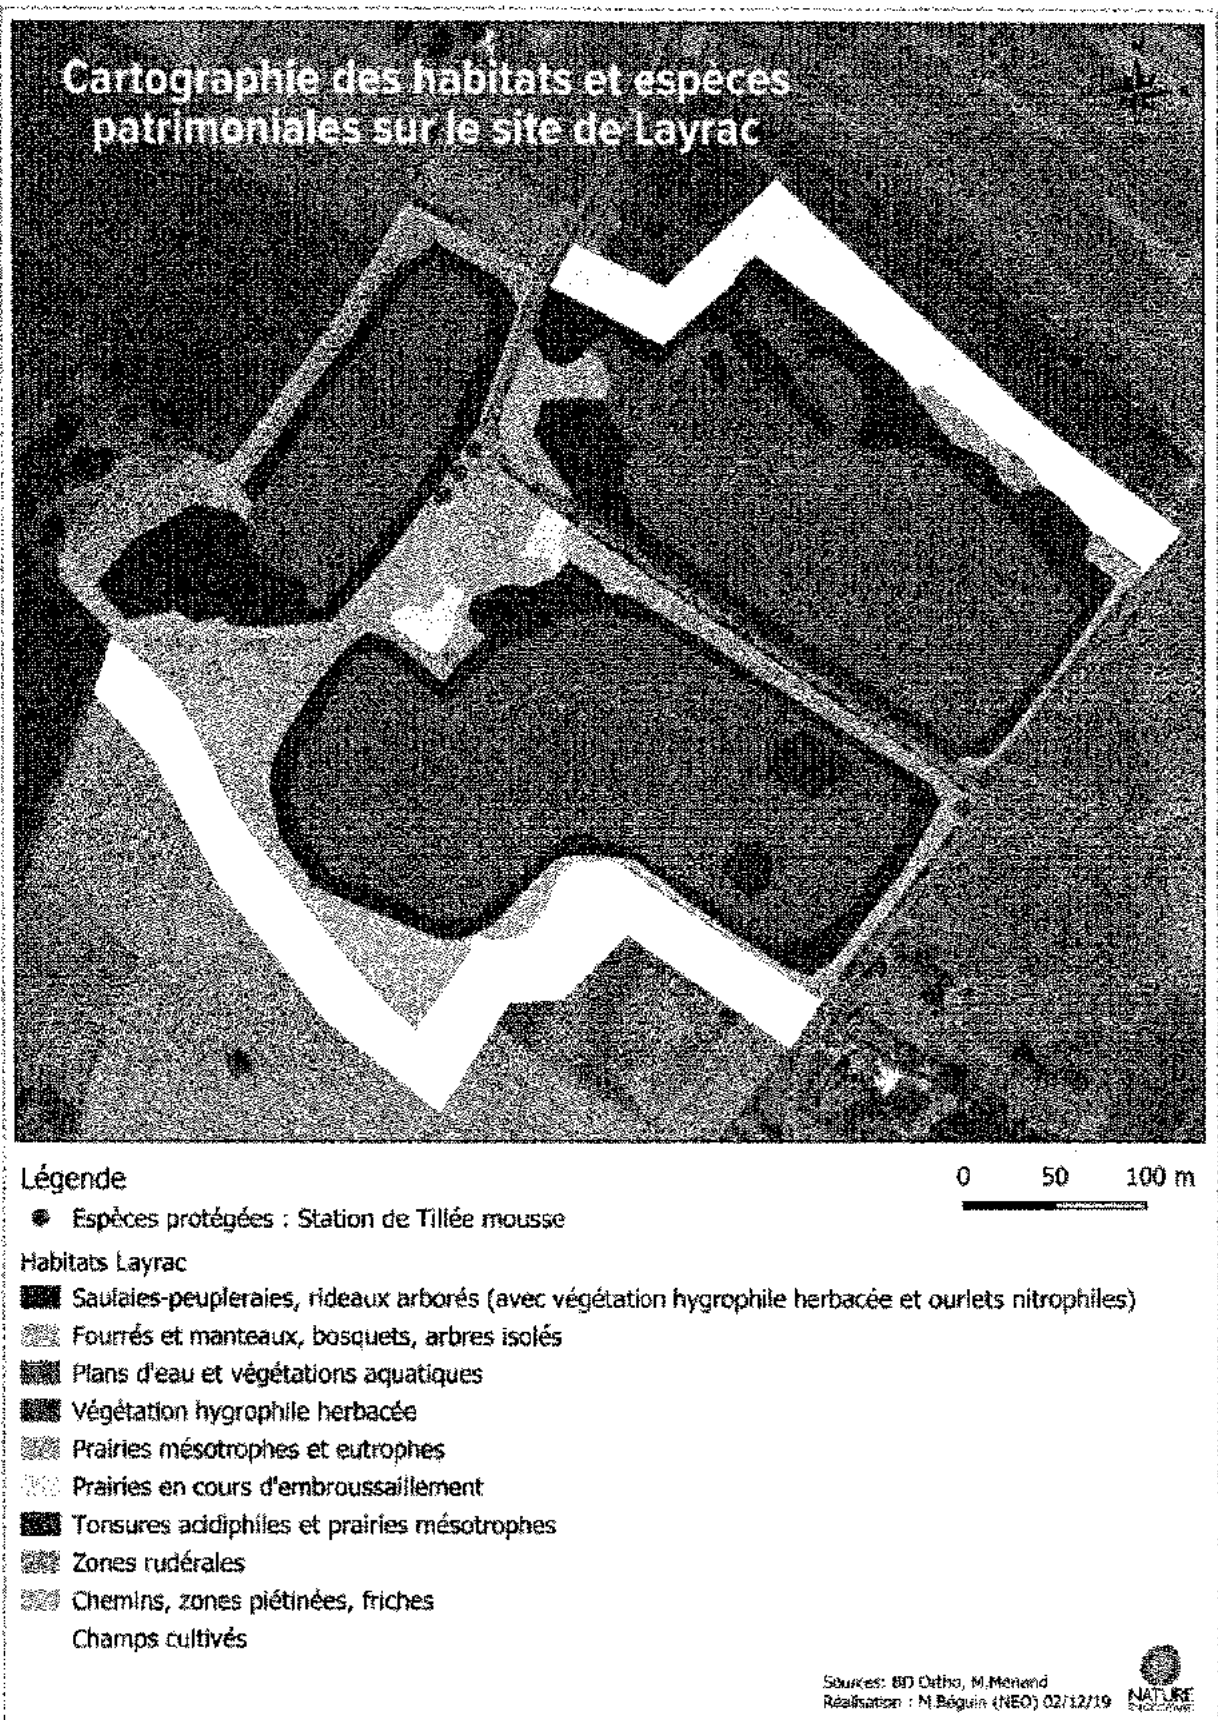 Cartographie des habitats et espèces
patrimoniales sur le site de Layrac
Légende
0 50 100 m
Espèces protégées : Station de Tillée mousse
Habitats Layrac
Saulaies-peupleraies, rideaux arborés (avec végétation hygrophile herbacée et ourlets nitrophiles)
Fourrés et manteaux, bosquets, arbres isolés
Plans d'eau et végétations aquatiques
Végétation hygrophile herbacée
Prairies mésotrophes et eutrophes
Prairies en cours d'embroussaillement
Tonsures acidiphiles et prairies mésotrophes
Zones rudérales
Chemins, zones piétinées, friches
Champs cultivés
Sources: BD Ortho, M.Menand
Réalisation : M.Béguin (NEO) 02/12/19
NATURE